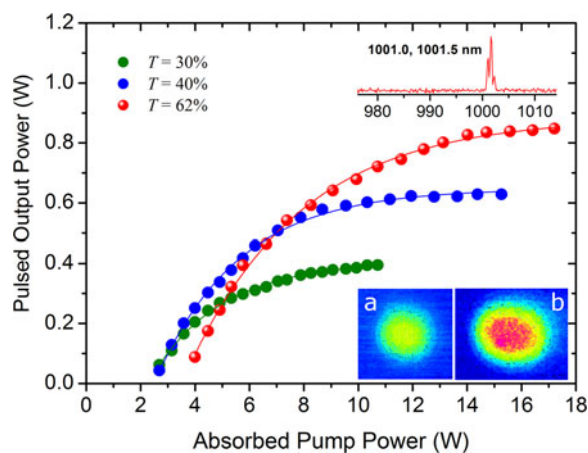 1.2
1.0
0.8
0.6
0.4
0.2
0.0
Pulsed Output Power (W)
T = 30%
T = 40%
T = 62%
1001.0, 1001.5 nm
980 990 1000 1010
a b
0 2 4 6 8 10 12 14 16 18
Absorbed Pump Power (W)